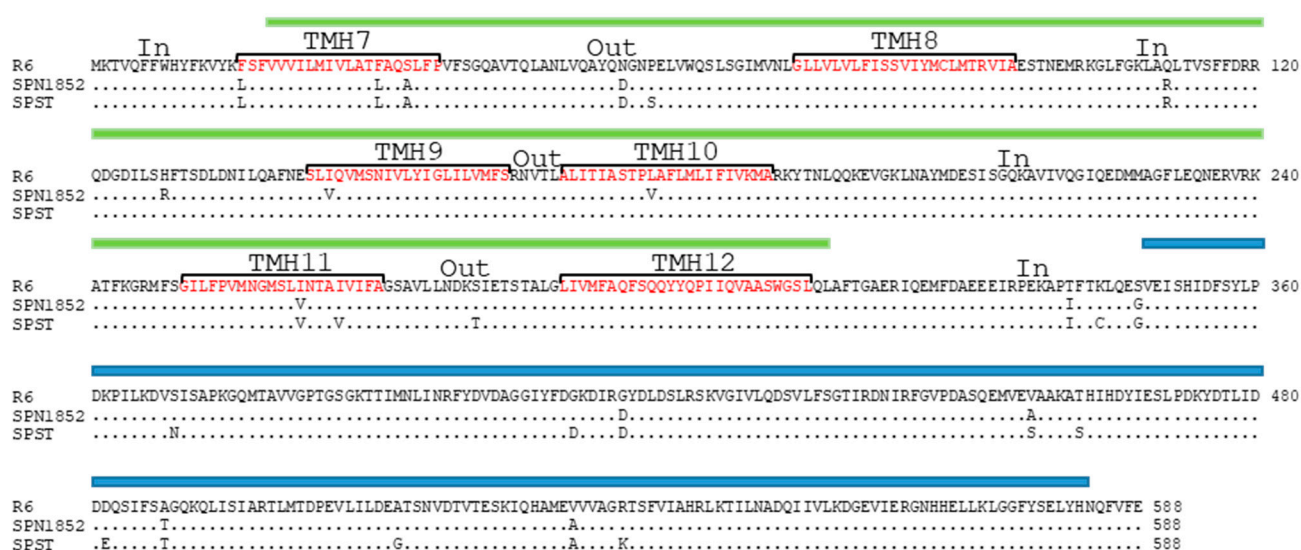 In TMH7 Out TMH8 In
R6 MKTVQFFWHYFKVYKFSFVVVILMIVLATFAQSLFFVFSGQAVTQLANLVQAYQNGNPELVWQSLSGIMVNLGLLVLVLFISSVIYMCLMTRVIAESTNEMRKGLFGKLAQLTVSFFDRR 120
SPN1852 ...............L.............L..A.....................D.......................................................R.........
SPST ...............L.............L..A.....................D..S....................................................R.........
TMH9 Out TMH10 In
R6 QDGDILSHFTSDLDNILQAFNESLIQVMSNIVLYIGLILVMFSRNVTLALITIASTPLAFLMLIFIVKMARKYTNLQQKEVGKLNAYMDESISGQKAVIVQGIQEDMMAGFLEQNERVRK 240
SPN1852 .......R................V................................V..............................................................
SPST ........................................................................................................................
TMH11 Out TMH12 In
R6 ATFKGRMFSGILFPVMNGMSLINTAIVIFAGSAVLLNDKSIETSTALGLIVMFAQFSQQYYQPIIQVAASWGSLQLAFTGAERIQEMFDAEEEIRPEKAPTFTKLQESVEISHIDFSYLP 360
SPN1852 .....................V..............................................................................I......G............
SPST .....................V...V.............T............................................................I..C...G............
R6 DKPILKDVSISAPKGQMTAVVGPTGSGKTTIMNLINRFYDVDAGGIYFDGKDIRGYDLDSLRSKVGIVLQDSVLFSGTIRDNIRFGVPDASQEMVEVAAKATHIHDYIESLPDKYDTLID 480
SPN1852 ......................................................D.........................................A.......................
SPST ........N........................................D....D.........................................S....S..................
R6 DDQSIFSAGQKQLISIARTLMTDPEVLILDEATSNVDTVTESKIQHAMEVVVAGRTSFVIAHRLKTILNADQIIVLKDGEVIERGNHHELLKLGGFYSELYHNQFVFE 588
SPN1852 .......T.........................................A.......................................................... 588
SPST .E.....T.......................G.................A....K..................................................... 588